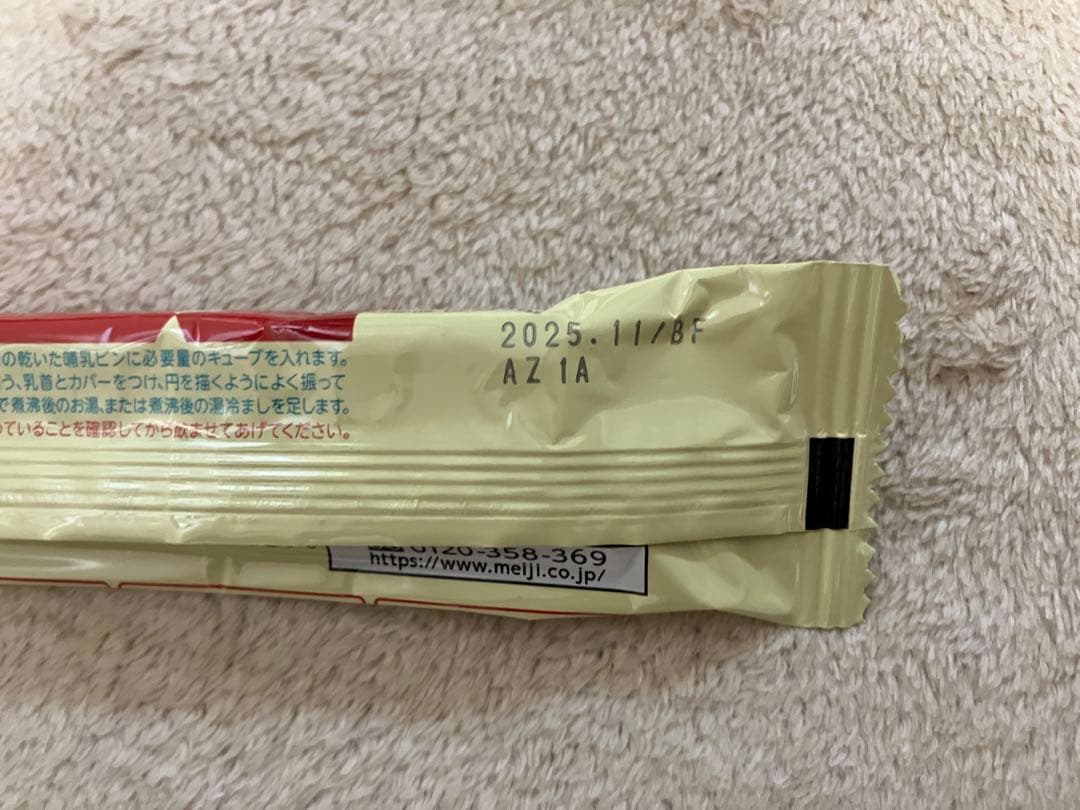 2025.11/BF
AZ 1A
の乾いた哺乳ビンに必要量のキューブを入れます。
う、乳首とカバーをつけ、円を描くようによく振って
で煮沸後のお湯、または煮沸後の湯冷ましを足します。
っていることを確認してから飲ませてあげてください。
0120-358-369
https://www.meiji.co.jp/